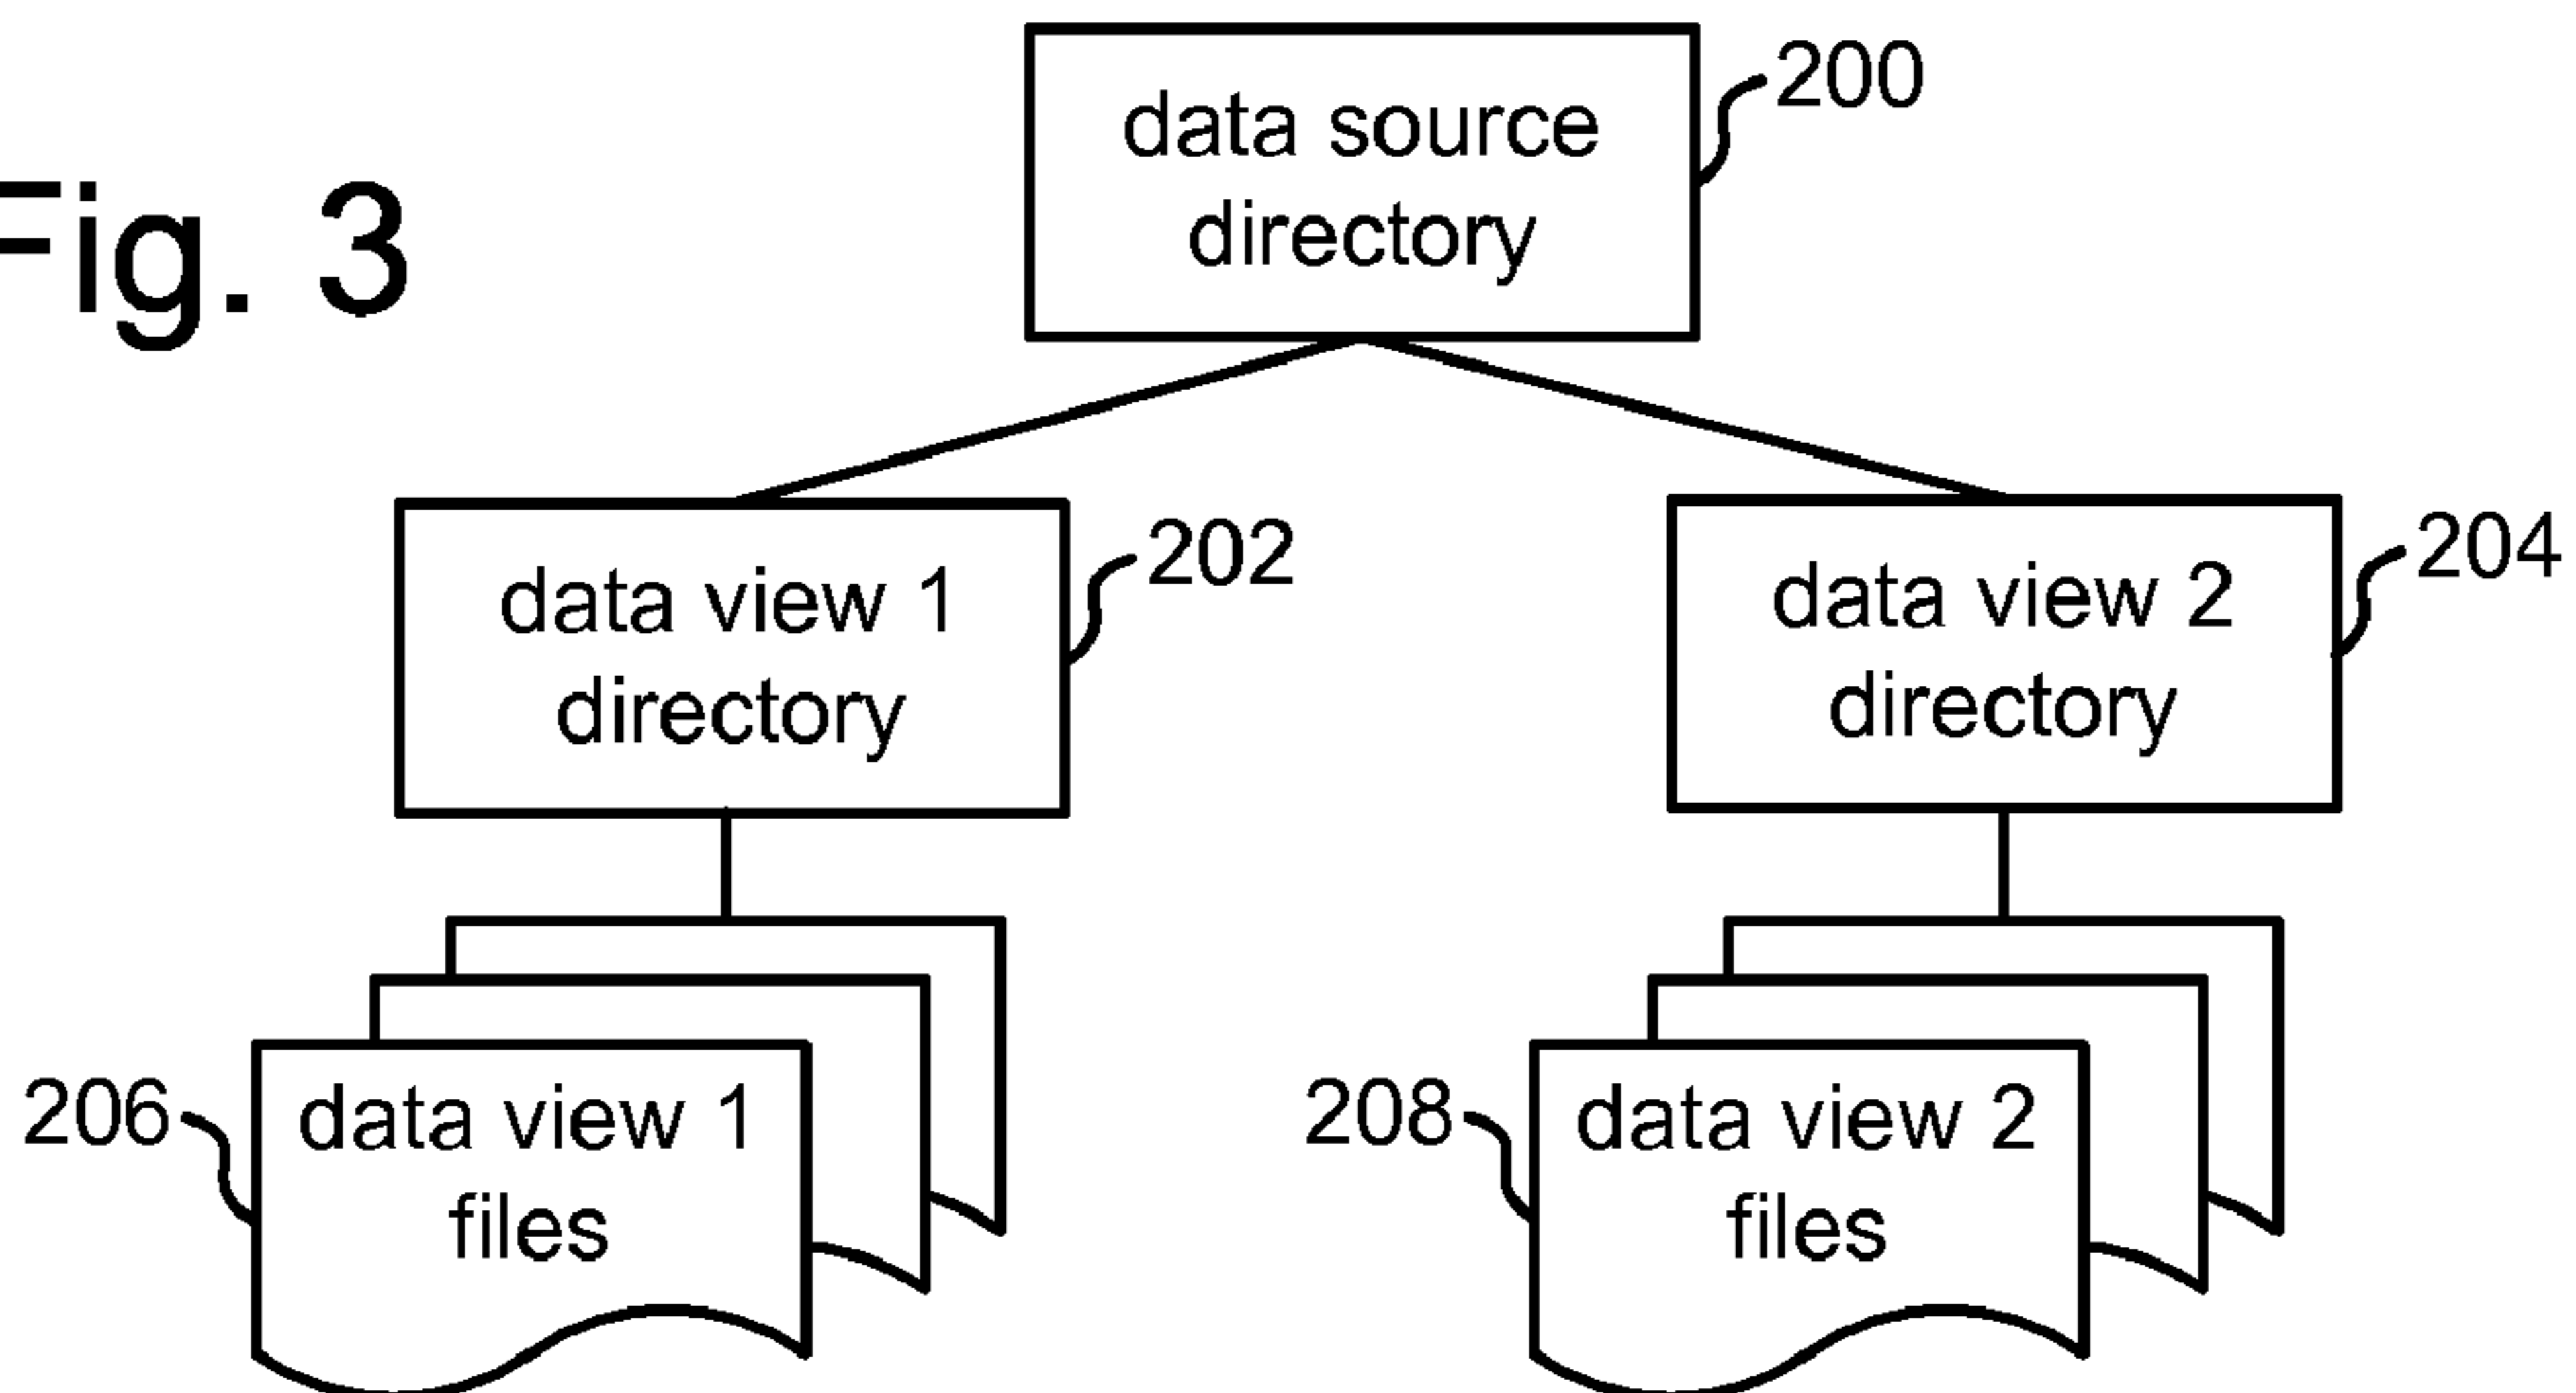 Fig. 3
data source
directory
200
data view 1
directory
202
data view 2
directory
204
206
data view 1
files
208
data view 2
files